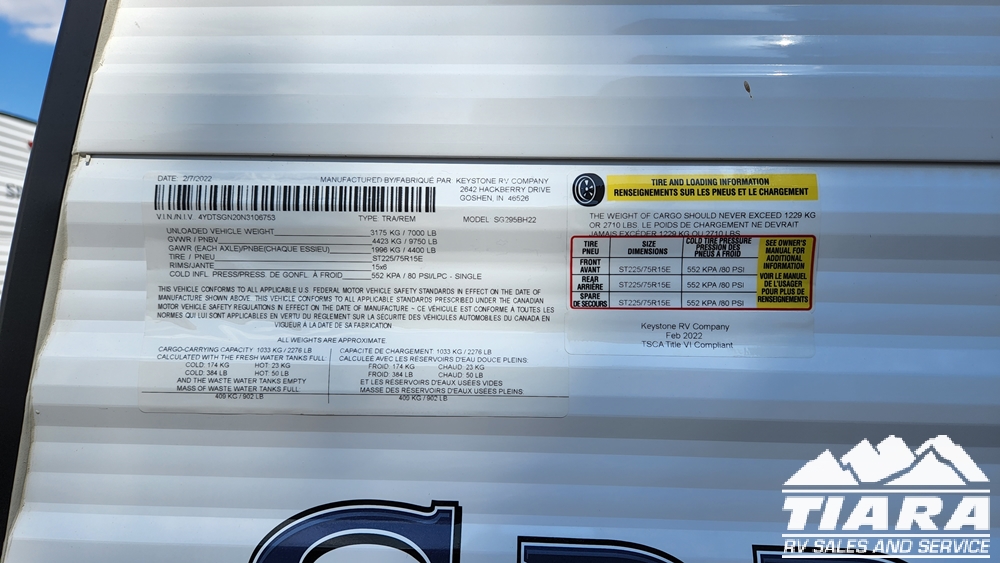 DATE: 2/7/2022 MANUFACTURED BY/FABRIQUÉ PAR KEYSTONE RV COMPANY
2642 HACKBERRY DRIVE
GOSHEN, IN 46526
V.I.N./N.I.V. 4YDTSGN20N3106753 TYPE TRA/REM MODEL SG295BH22
UNLOADED VEHICLE WEIGHT 3175 KG / 7000 LB
GVWR / PNBV 4423 KG / 9750 LB
GAWR (EACH AXLE)/PNBE(CHAQUE ESSIEU) 1996 KG / 4400 LB
TIRE / PNEU ST225/75R15E
RIMS/JANTE 15x6
COLD INFL PRESS/PRESS DE GONFL À FROID 552 KPA / 80 PSI/LPC - SINGLE
THIS VEHICLE CONFORMS TO ALL APPLICABLE U.S. FEDERAL MOTOR VEHICLE SAFETY STANDARDS IN EFFECT ON THE DATE OF
MANUFACTURE SHOWN ABOVE. THIS VEHICLE CONFORMS TO ALL APPLICABLE STANDARDS PRESCRIBED UNDER THE CANADIAN
MOTOR VEHICLE SAFETY REGULATIONS IN EFFECT ON THE DATE OF MANUFACTURE – CE VÉHICULE EST CONFORME À TOUTES LES
NORMES QUI LUI SONT APPLICABLES EN VERTU DU RÈGLEMENT SUR LA SÉCURITÉ DES VÉHICULES AUTOMOBILES DU CANADA EN
VIGUEUR A LA DATE DE SA FABRICATION
ALL WEIGHTS ARE APPROXIMATE
CARGO-CARRYING CAPACITY: 1033 KG / 2276 LB
CALCULATED WITH THE FRESH WATER TANKS FULL:
COLD: 174 KG HOT: 23 KG
COLD: 384 LB HOT: 50 LB
AND THE WASTE WATER TANKS EMPTY
MASS OF WASTE WATER TANKS FULL:
409 KG / 902 LB
CAPACITE DE CHARGEMENT: 1033 KG / 2276 LB
CALCULEE AVEC LES RESERVOIRS D'EAU DOUCE PLEINS:
FROID: 174 KG CHAUD: 23 KG
FROID: 384 LB CHAUD: 50 LB
ET LES RESERVOIRS D'EAUX USÉES VIDES
MASSE DES RESERVOIRS D'EAUX USEES PLEINS:
409 KG / 902 LB
TIRE AND LOADING INFORMATION
RENSEIGNEMENTS SUR LES PNEUS ET LE CHARGEMENT
THE WEIGHT OF CARGO SHOULD NEVER EXCEED 1229 KG
OR 2710 LBS. LE POIDS DE CHARGEMENT NE DEVRAIT
JAMAIS EXCEDER 1229 KG OU 2710 LBS.
TIRE PNEU SIZE DIMENSIONS COLD TIRE PRESSURE PRESSION DES PNEUS À FROID
FRONT AVANT ST225/75R15E 552 KPA /80 PSI
REAR ARRIÈRE ST225/75R15E 552 KPA /80 PSI
SPARE DE SECOURS ST225/75R15E 552 KPA /80 PSI
SEE OWNER'S
MANUAL FOR
ADDITIONAL
INFORMATION
VOIR LE MANUEL
DE L'USAGER
POUR PLUS DE
RENSEIGNEMENTS
Keystone RV Company
Feb 2022
TSCA Title VI Compliant
TIARA
RV SALES AND SERVICE